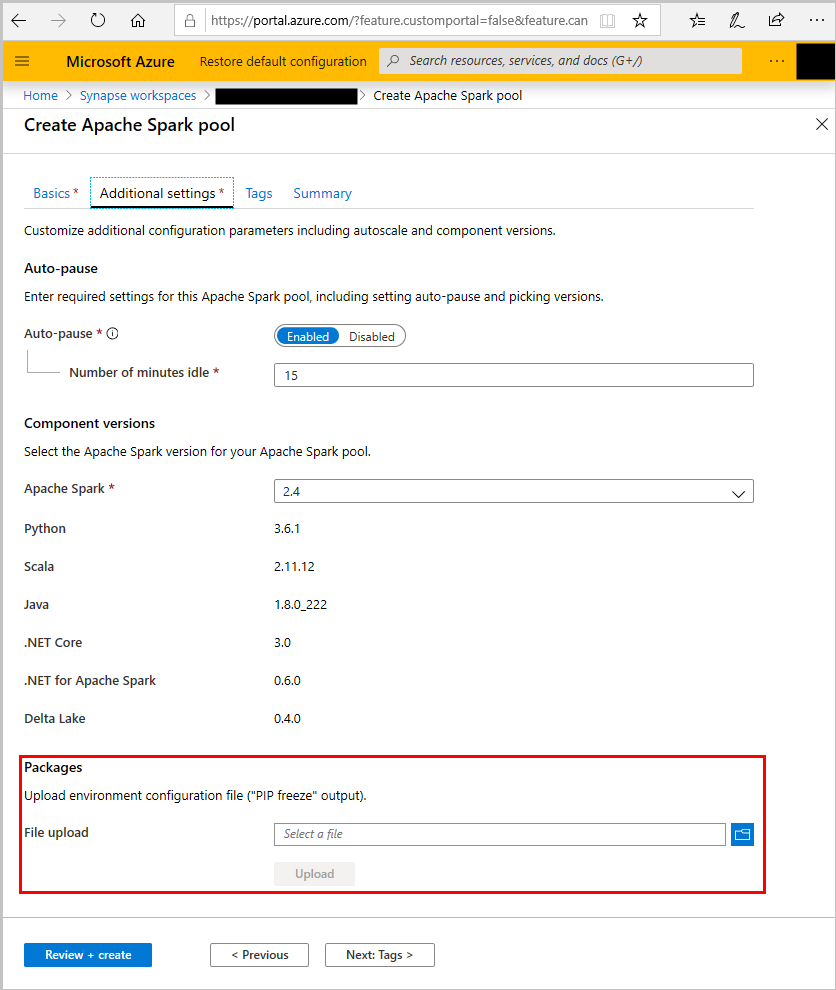 https://portal.azure.com/?feature.customportal=false&feature.can
Microsoft Azure Restore default configuration Search resources, services, and docs (G+/) ...
Home > Synapse workspaces > > Create Apache Spark pool
Create Apache Spark pool
Basics * Additional settings * Tags Summary
Customize additional configuration parameters including autoscale and component versions.
Auto-pause
Enter required settings for this Apache Spark pool, including setting auto-pause and picking versions.
Auto-pause * Enabled Disabled
Number of minutes idle * 15
Component versions
Select the Apache Spark version for your Apache Spark pool.
Apache Spark * 2.4
Python 3.6.1
Scala 2.11.12
Java 1.8.0_222
.NET Core 3.0
.NET for Apache Spark 0.6.0
Delta Lake 0.4.0
Packages
Upload environment configuration file ("PIP freeze" output).
File upload Select a file
Upload
Review + create < Previous Next: Tags >